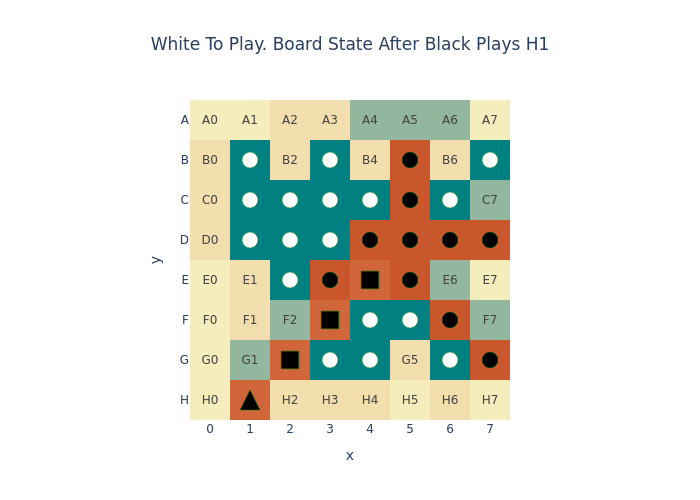 White To Play. Board State After Black Plays H1
A A0 A1 A2 A3 A4 A5 A6 A7
B B0 B2 B4 B6
C C0 C7
D D0
E E0 E1 E6 E7
F F0 F1 F2 F7
G G0 G1 G5
H H0 H2 H3 H4 H5 H6 H7
0 1 2 3 4 5 6 7
x
y